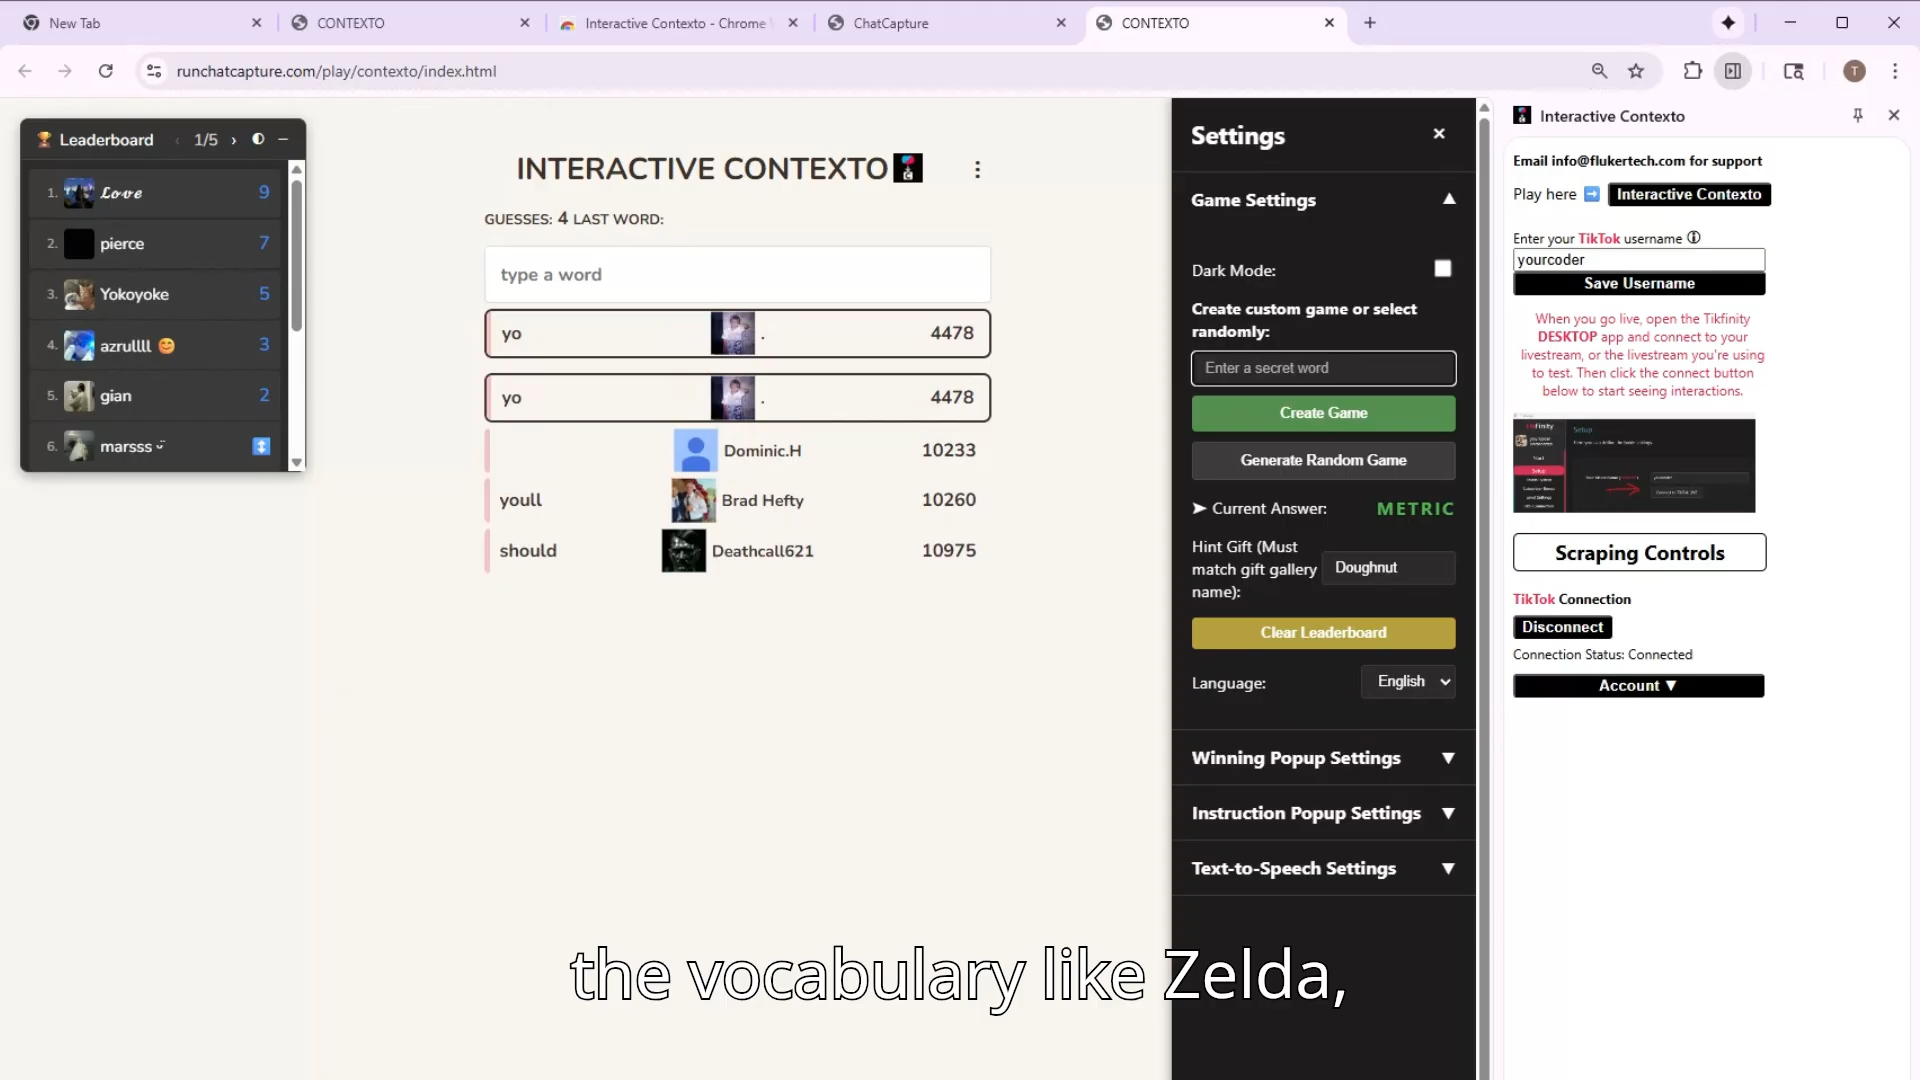 New Tab
CONTEXTO
Interactive Contexto - Chrome
ChatCapture
CONTEXTO
runchatcapture.com/play/contexto/index.html
T
Leaderboard
1/5
1. Love 9
2. pierce 7
3. Yokoyoke 5
4. azrullll 3
5. gian 2
6. marsss
INTERACTIVE CONTEXTO
GUESSES: 4 LAST WORD:
type a word
yo . 4478
yo . 4478
Dominic.H 10233
youll Brad Hefty 10260
should Deathcall621 10975
Settings
Game Settings
Dark Mode:
Create custom game or select
randomly:
Enter a secret word
Create Game
Generate Random Game
➤ Current Answer: METRIC
Hint Gift (Must
match gift gallery
name):
Doughnut
Clear Leaderboard
Language: English
Winning Popup Settings
Instruction Popup Settings
Text-to-Speech Settings
Interactive Contexto
Email info@flukertech.com for support
Play here ➡ Interactive Contexto
Enter your TikTok username
yourcoder
Save Username
When you go live, open the Tikfinity
DESKTOP app and connect to your
livestream, or the livestream you're using
to test. Then click the connect button
below to start seeing interactions.
Setup
Scraping Controls
TikTok Connection
Disconnect
Connection Status: Connected
Account ▼
the vocabulary like Zelda,